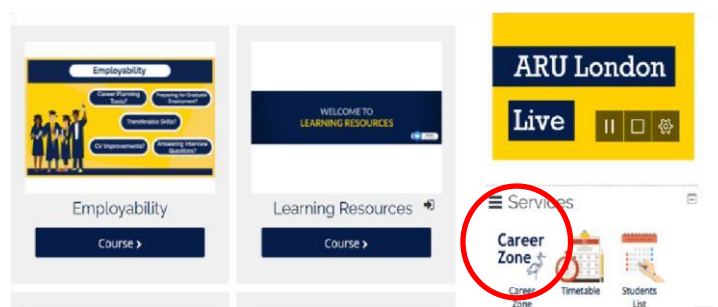 Employability
Career Planning
Tools?
Preparing for Graduate
Employment?
Transferable Skills?
CV Improvements?
Answering Interview
Questions?
Employability
Course >
WELCOME TO
LEARNING RESOURCES
Learning Resources
Course >
ARU London
Live
Services
Career
Zone
Career
Zone
Timetable
Students
List